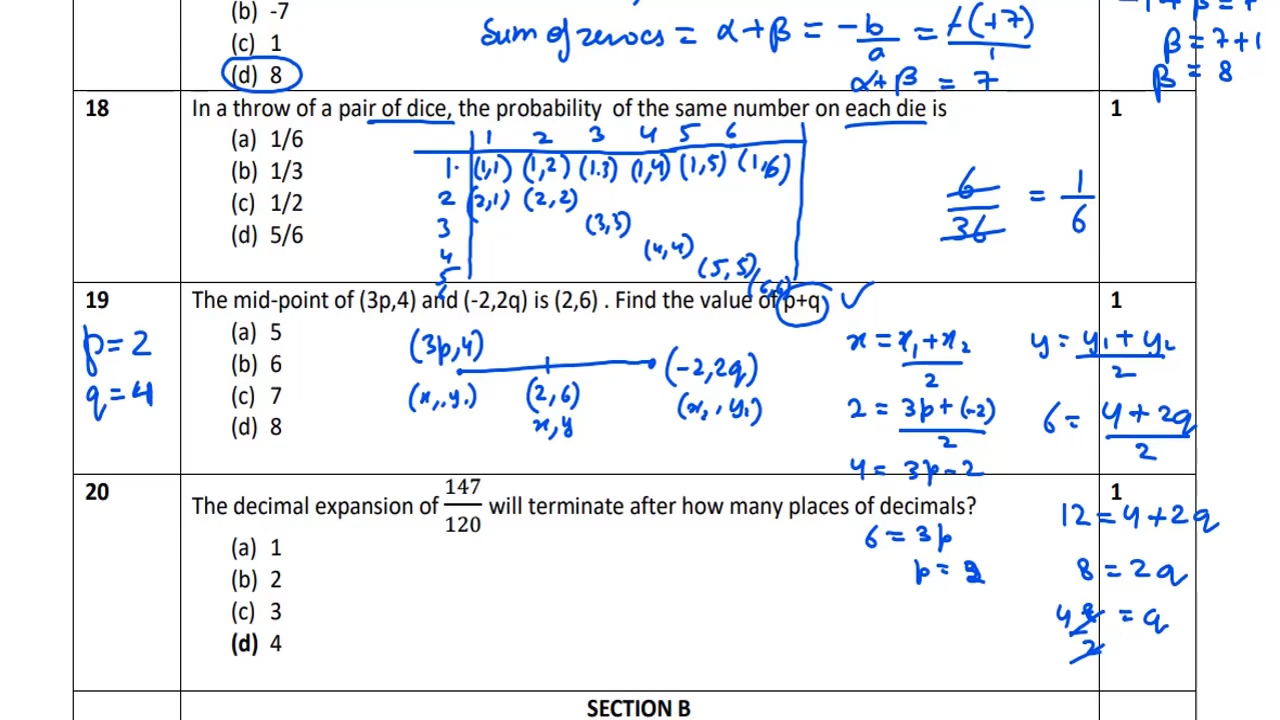 (b) -7
(c) 1
(d) 8
Sum of zeroes = α + β = -b/a = -(+7)/1
α + β = 7
β = 7+1
β = 8
18 In a throw of a pair of dice, the probability of the same number on each die is 1
(a) 1/6
(b) 1/3
(c) 1/2
(d) 5/6
1 2 3 4 5 6
1. (1,1) (1,2) (1.3) (1,4) (1,5) (1,6)
2 (2,1) (2,2)
3 (3,3)
4 (4,4)
5 (5,5)
6 (6,6)
6/36 = 1/6
19 The mid-point of (3p,4) and (-2,2q) is (2,6) . Find the value of p+q 1
(a) 5
(b) 6
(c) 7
(d) 8
p = 2
q = 4
(3p,4) (-2,2q)
(x₁,y₁) (2,6) (x₂,y₁)
x,y
x = x₁+x₂/2
2 = 3p+(-2)/2
4 = 3p-2
6 = 3p
p = 2
y = y₁+y₂/2
6 = 4+2q/2
12 = 4+2q
8 = 2q
4 8/2 = q
20 The decimal expansion of 147/120 will terminate after how many places of decimals? 1
(a) 1
(b) 2
(c) 3
(d) 4
SECTION B